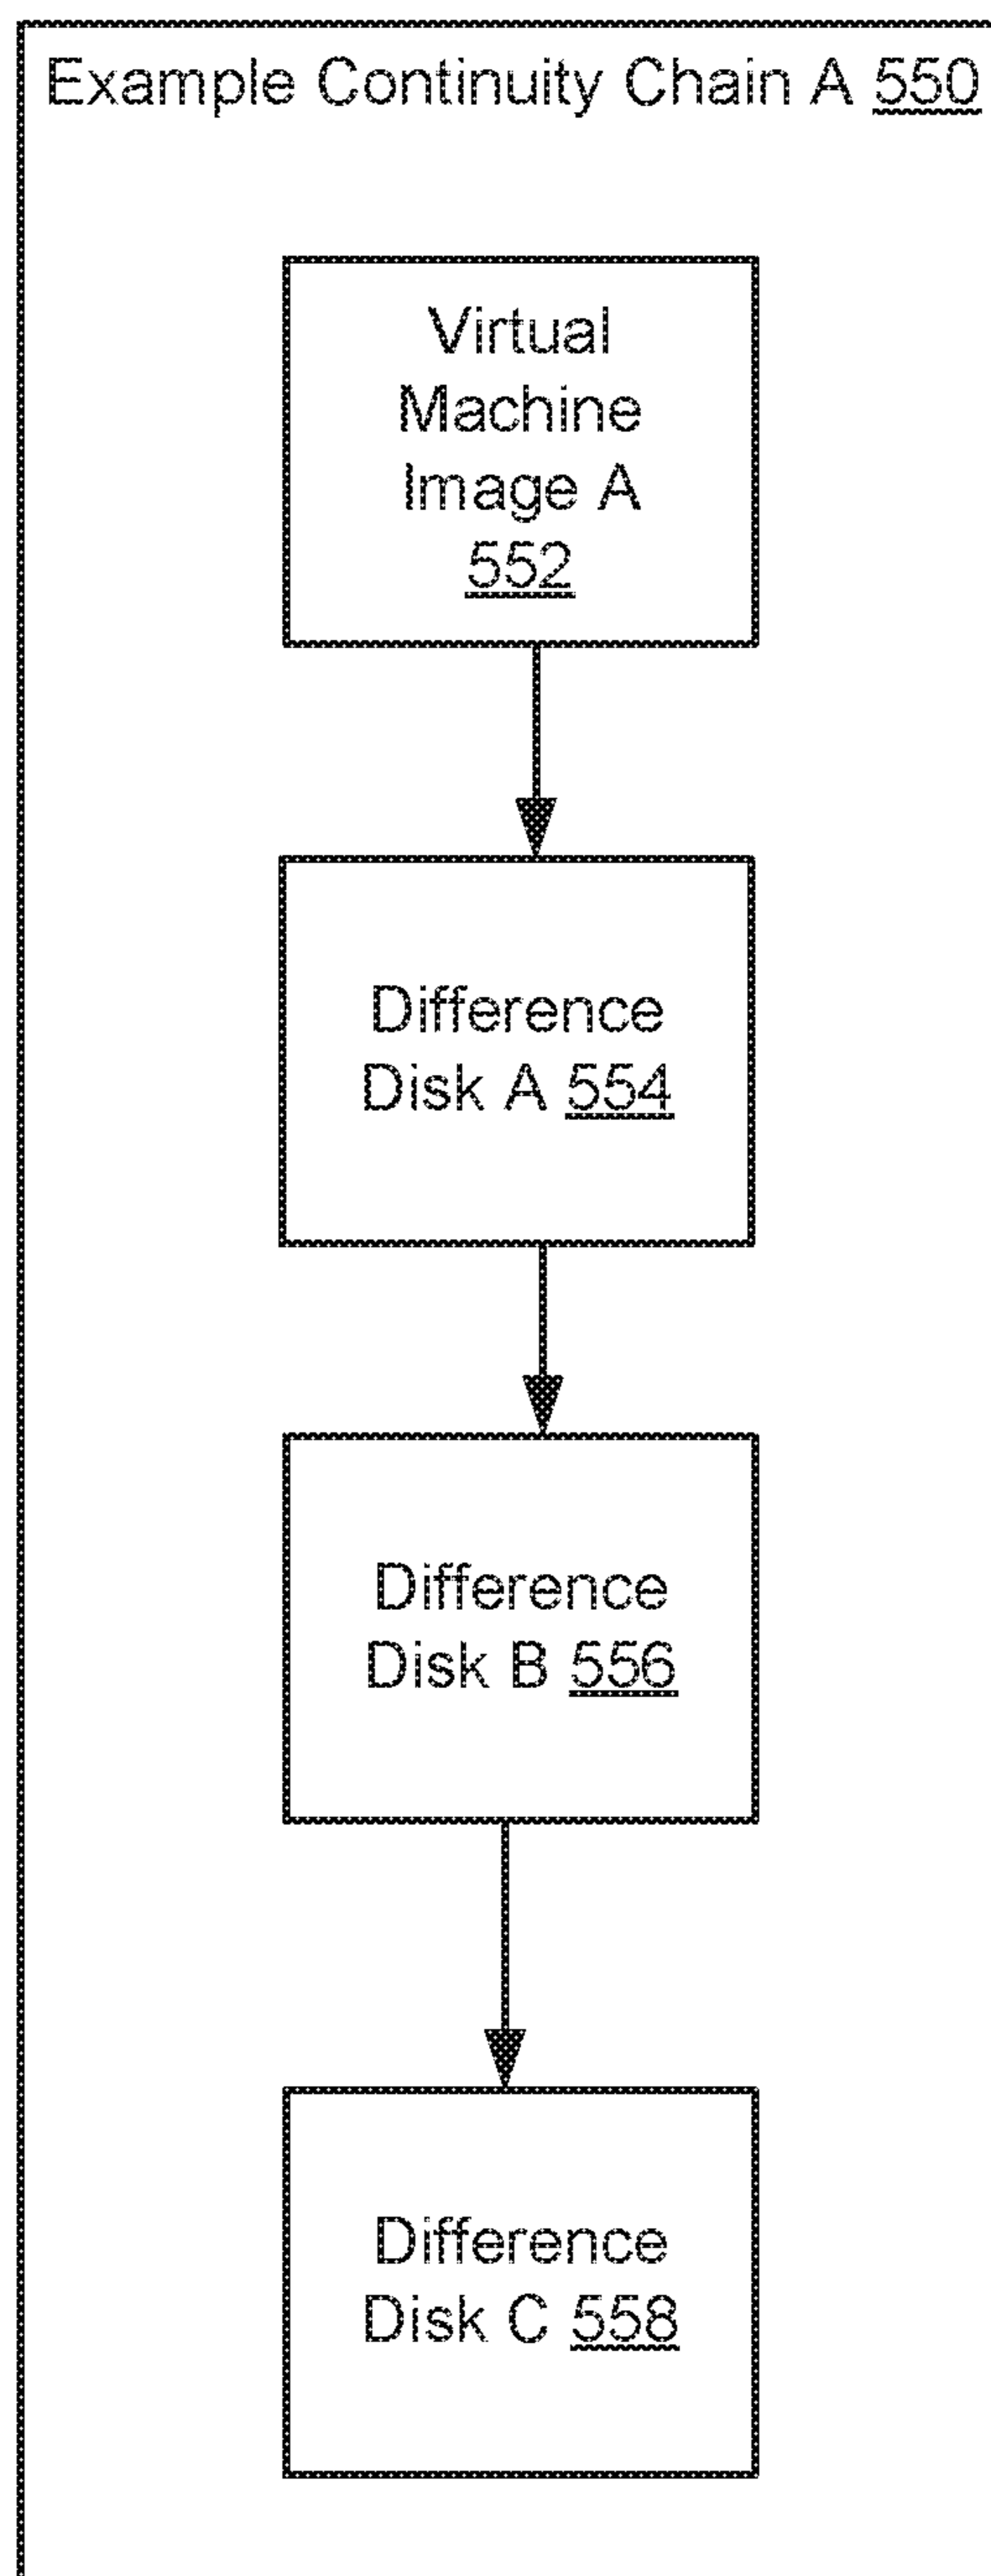 Example Continuity Chain A 550
Virtual
Machine
Image A
552
Difference
Disk A 554
Difference
Disk B 556
Difference
Disk C 558